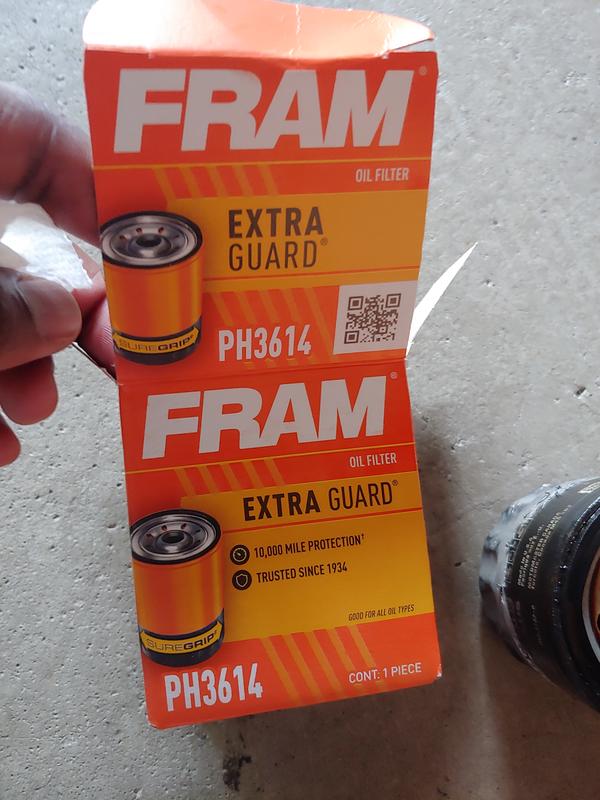 FRAM®
OIL FILTER
EXTRA
GUARD®
SUREGRIP®
PH3614
FRAM®
OIL FILTER
EXTRA GUARD®
10,000 MILE PROTECTION†
TRUSTED SINCE 1934
GOOD FOR ALL OIL TYPES
SUREGRIP®
PH3614
CONT: 1 PIECE